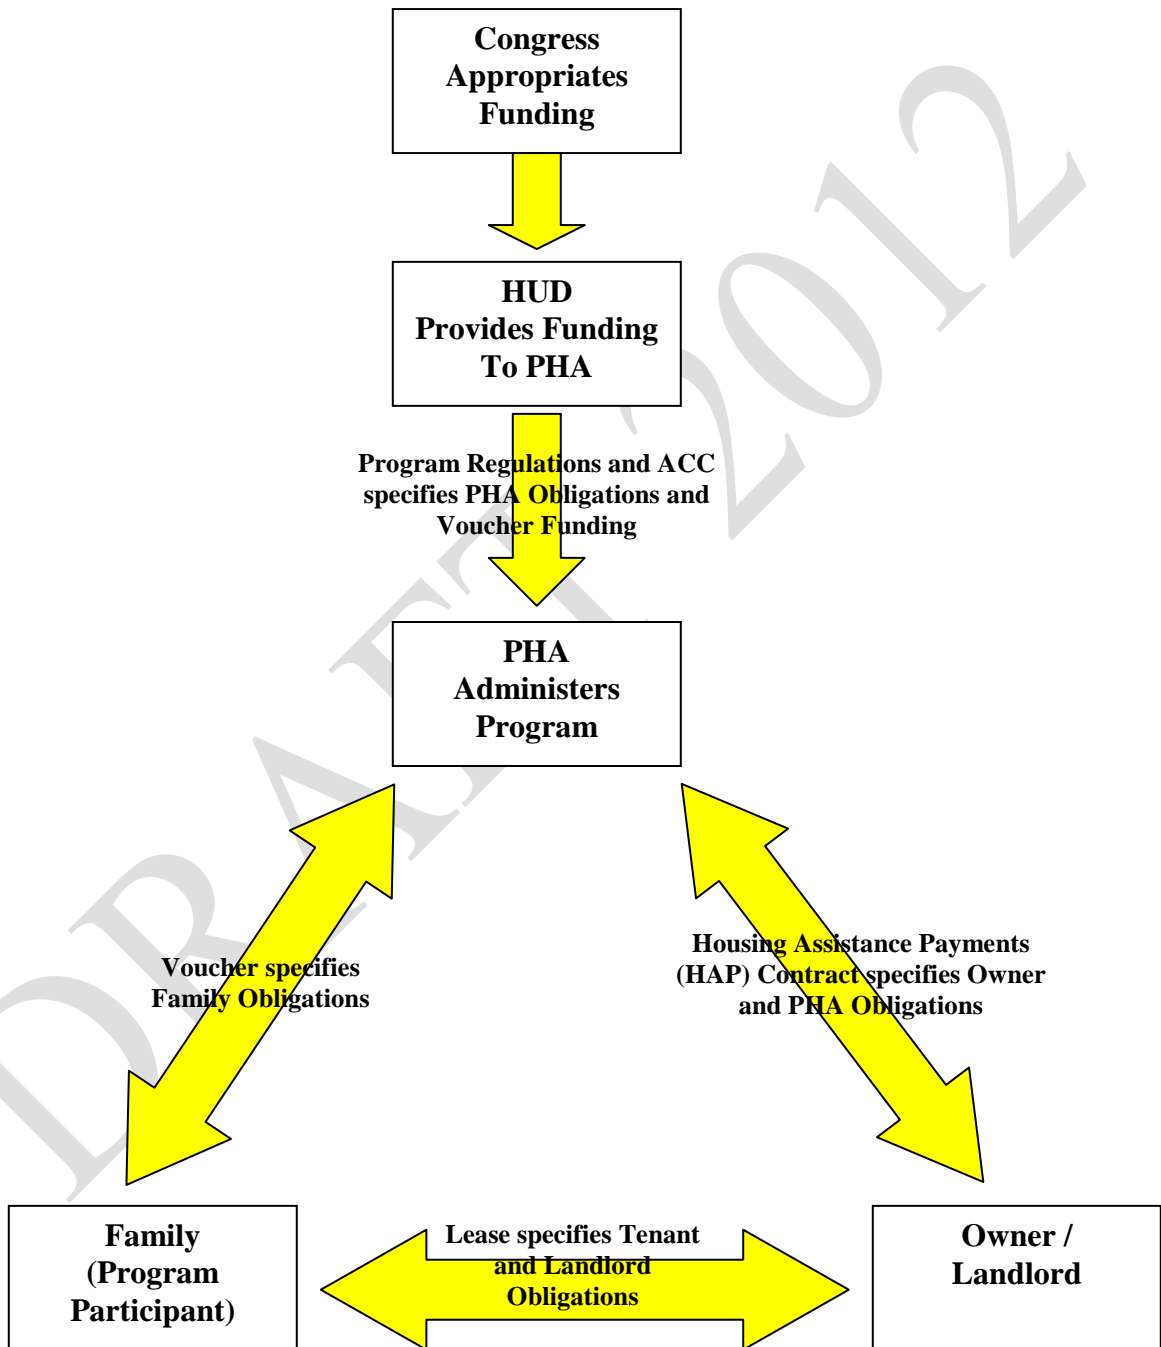 Congress
Appropriates
Funding
HUD
Provides Funding
To PHA
Program Regulations and ACC
specifies PHA Obligations and
Voucher Funding
PHA
Administers
Program
Voucher specifies
Family Obligations
Housing Assistance Payments
(HAP) Contract specifies Owner
and PHA Obligations
Family
(Program
Participant)
Lease specifies Tenant
and Landlord
Obligations
Owner /
Landlord
DRAFT 2012